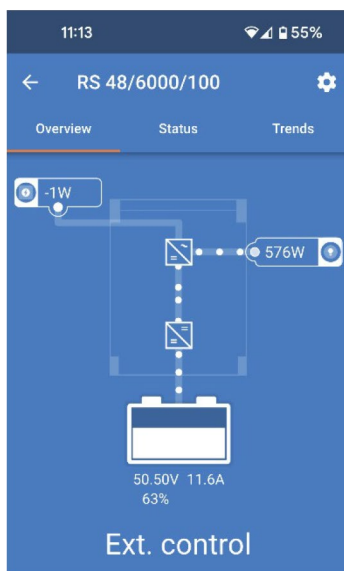 11:13 55%
RS 48/6000/100
Overview Status Trends
-1W
576W
50.50V 11.6A
63%
Ext. control